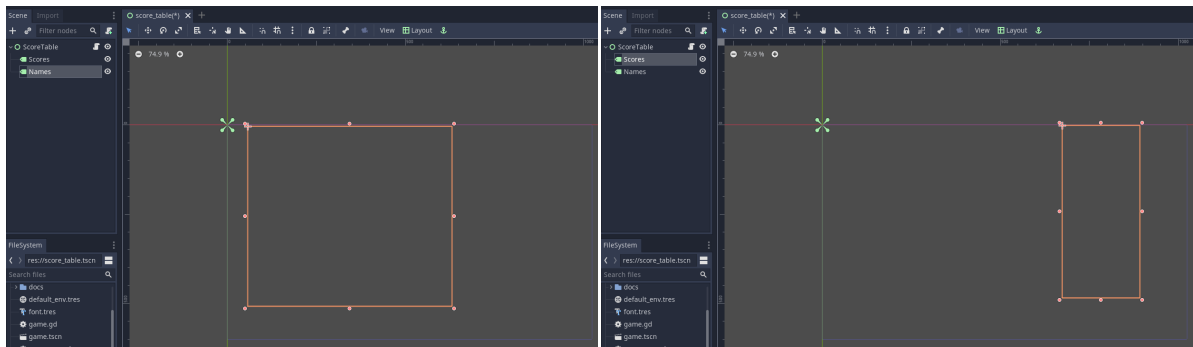 Scene Import
score_table(*)
Filter nodes
View Layout
ScoreTable
Scores
Names
74.9 %
FileSystem
res://score_table.tscn
Search files
docs
default_env.tres
font.tres
game.gd
game.tscn
Scene Import
score_table(*)
Filter nodes
View Layout
ScoreTable
Scores
Names
74.9 %
FileSystem
res://score_table.tscn
Search files
docs
default_env.tres
font.tres
game.gd
game.tscn